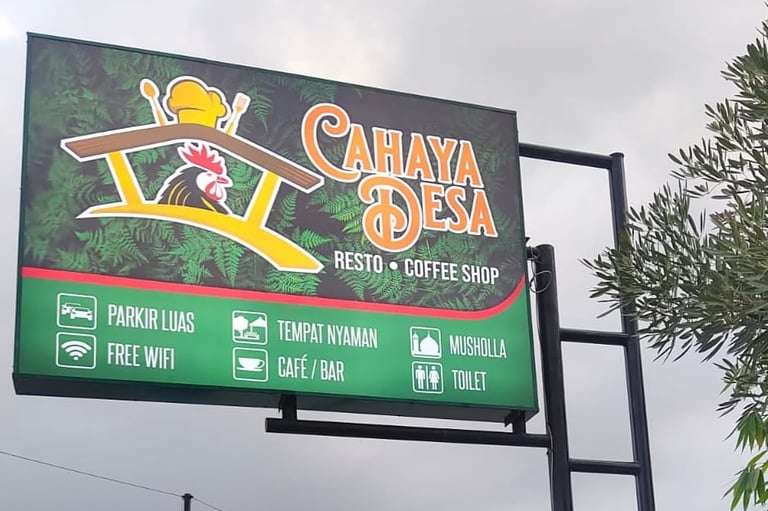 CAHAYA
DESA
RESTO • COFFEE SHOP
PARKIR LUAS
FREE WIFI
TEMPAT NYAMAN
CAFÉ / BAR
MUSHOLLA
TOILET